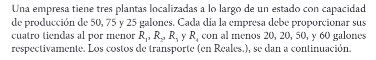 Una empresa tiene tres plantas localizadas a lo largo de un estado con capacidad
de producción de 50, 75 y 25 galones. Cada día la empresa debe proporcionar sus
cuatro tiendas al por menor R₁, R₂, R₃ y R₄ con al menos 20, 20, 50, y 60 galones
respectivamente. Los costos de transporte (en Reales.), se dan a continuación.